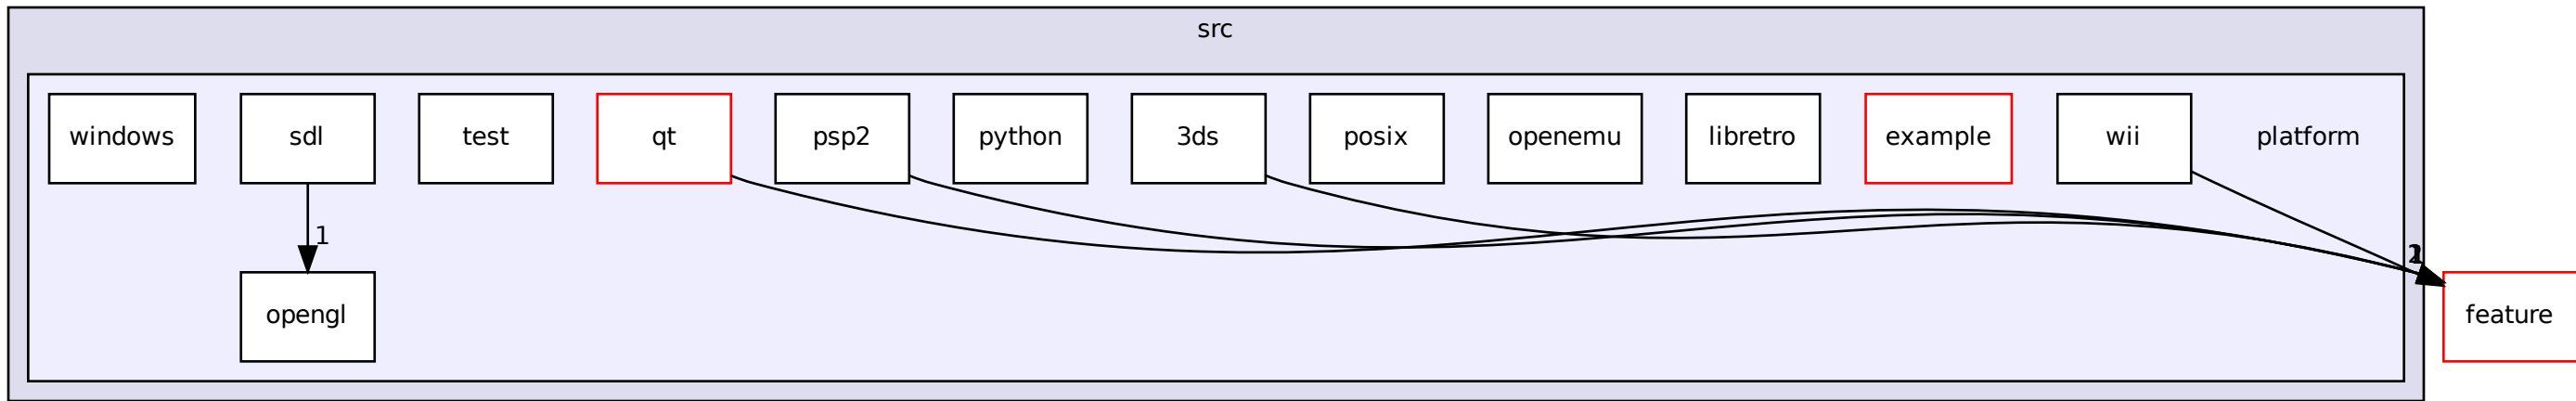 src
windows
sdl
test
qt
psp2
python
3ds
posix
openemu
libretro
example
wii
platform
1
opengl
feature